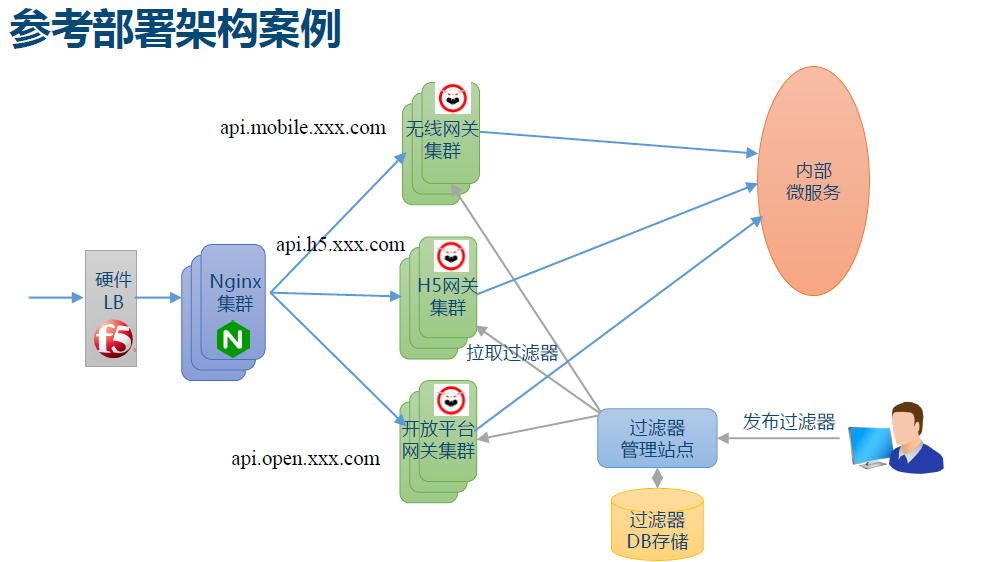 参考部署架构案例
api.mobile.xxx.com
无线网关
集群
内部
微服务
api.h5.xxx.com
硬件
LB
f5
Nginx
集群
N
H5网关
集群
拉取过滤器
开放平台
网关集群
api.open.xxx.com
过滤器
管理站点
发布过滤器
过滤器
DB存储